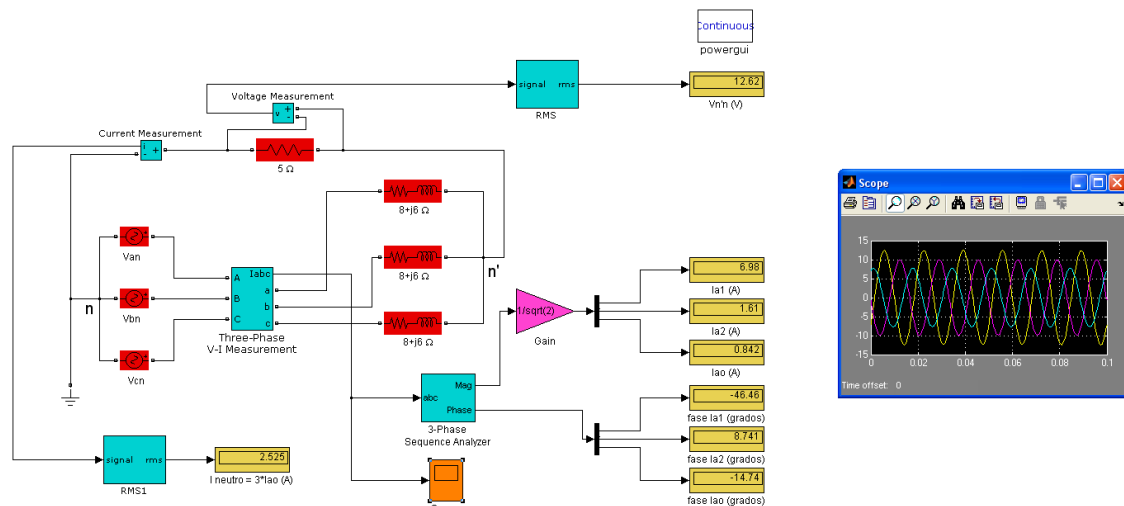 Continuous
powergui
signal rms
RMS
12.62
Vn'n (V)
Voltage Measurement
v + -
Current Measurement
i + -
5 Ω
8+j6 Ω
8+j6 Ω
8+j6 Ω
n'
n
Van
Vbn
Vcn
A
B
C
Iabc
a
b
c
Three-Phase
V-I Measurement
1/sqrt(2)
Gain
6.98
Ia1 (A)
1.61
Ia2 (A)
0.842
Iao (A)
abc
Mag
Phase
3-Phase
Sequence Analyzer
-46.46
fase Ia1 (grados)
8.741
fase Ia2 (grados)
-14.74
fase Iao (grados)
signal rms
RMS1
2.525
I neutro = 3*Iao (A)
Scope
15
10
5
0
-5
-10
-15
0 0.02 0.04 0.06 0.08 0.1
Time offset: 0